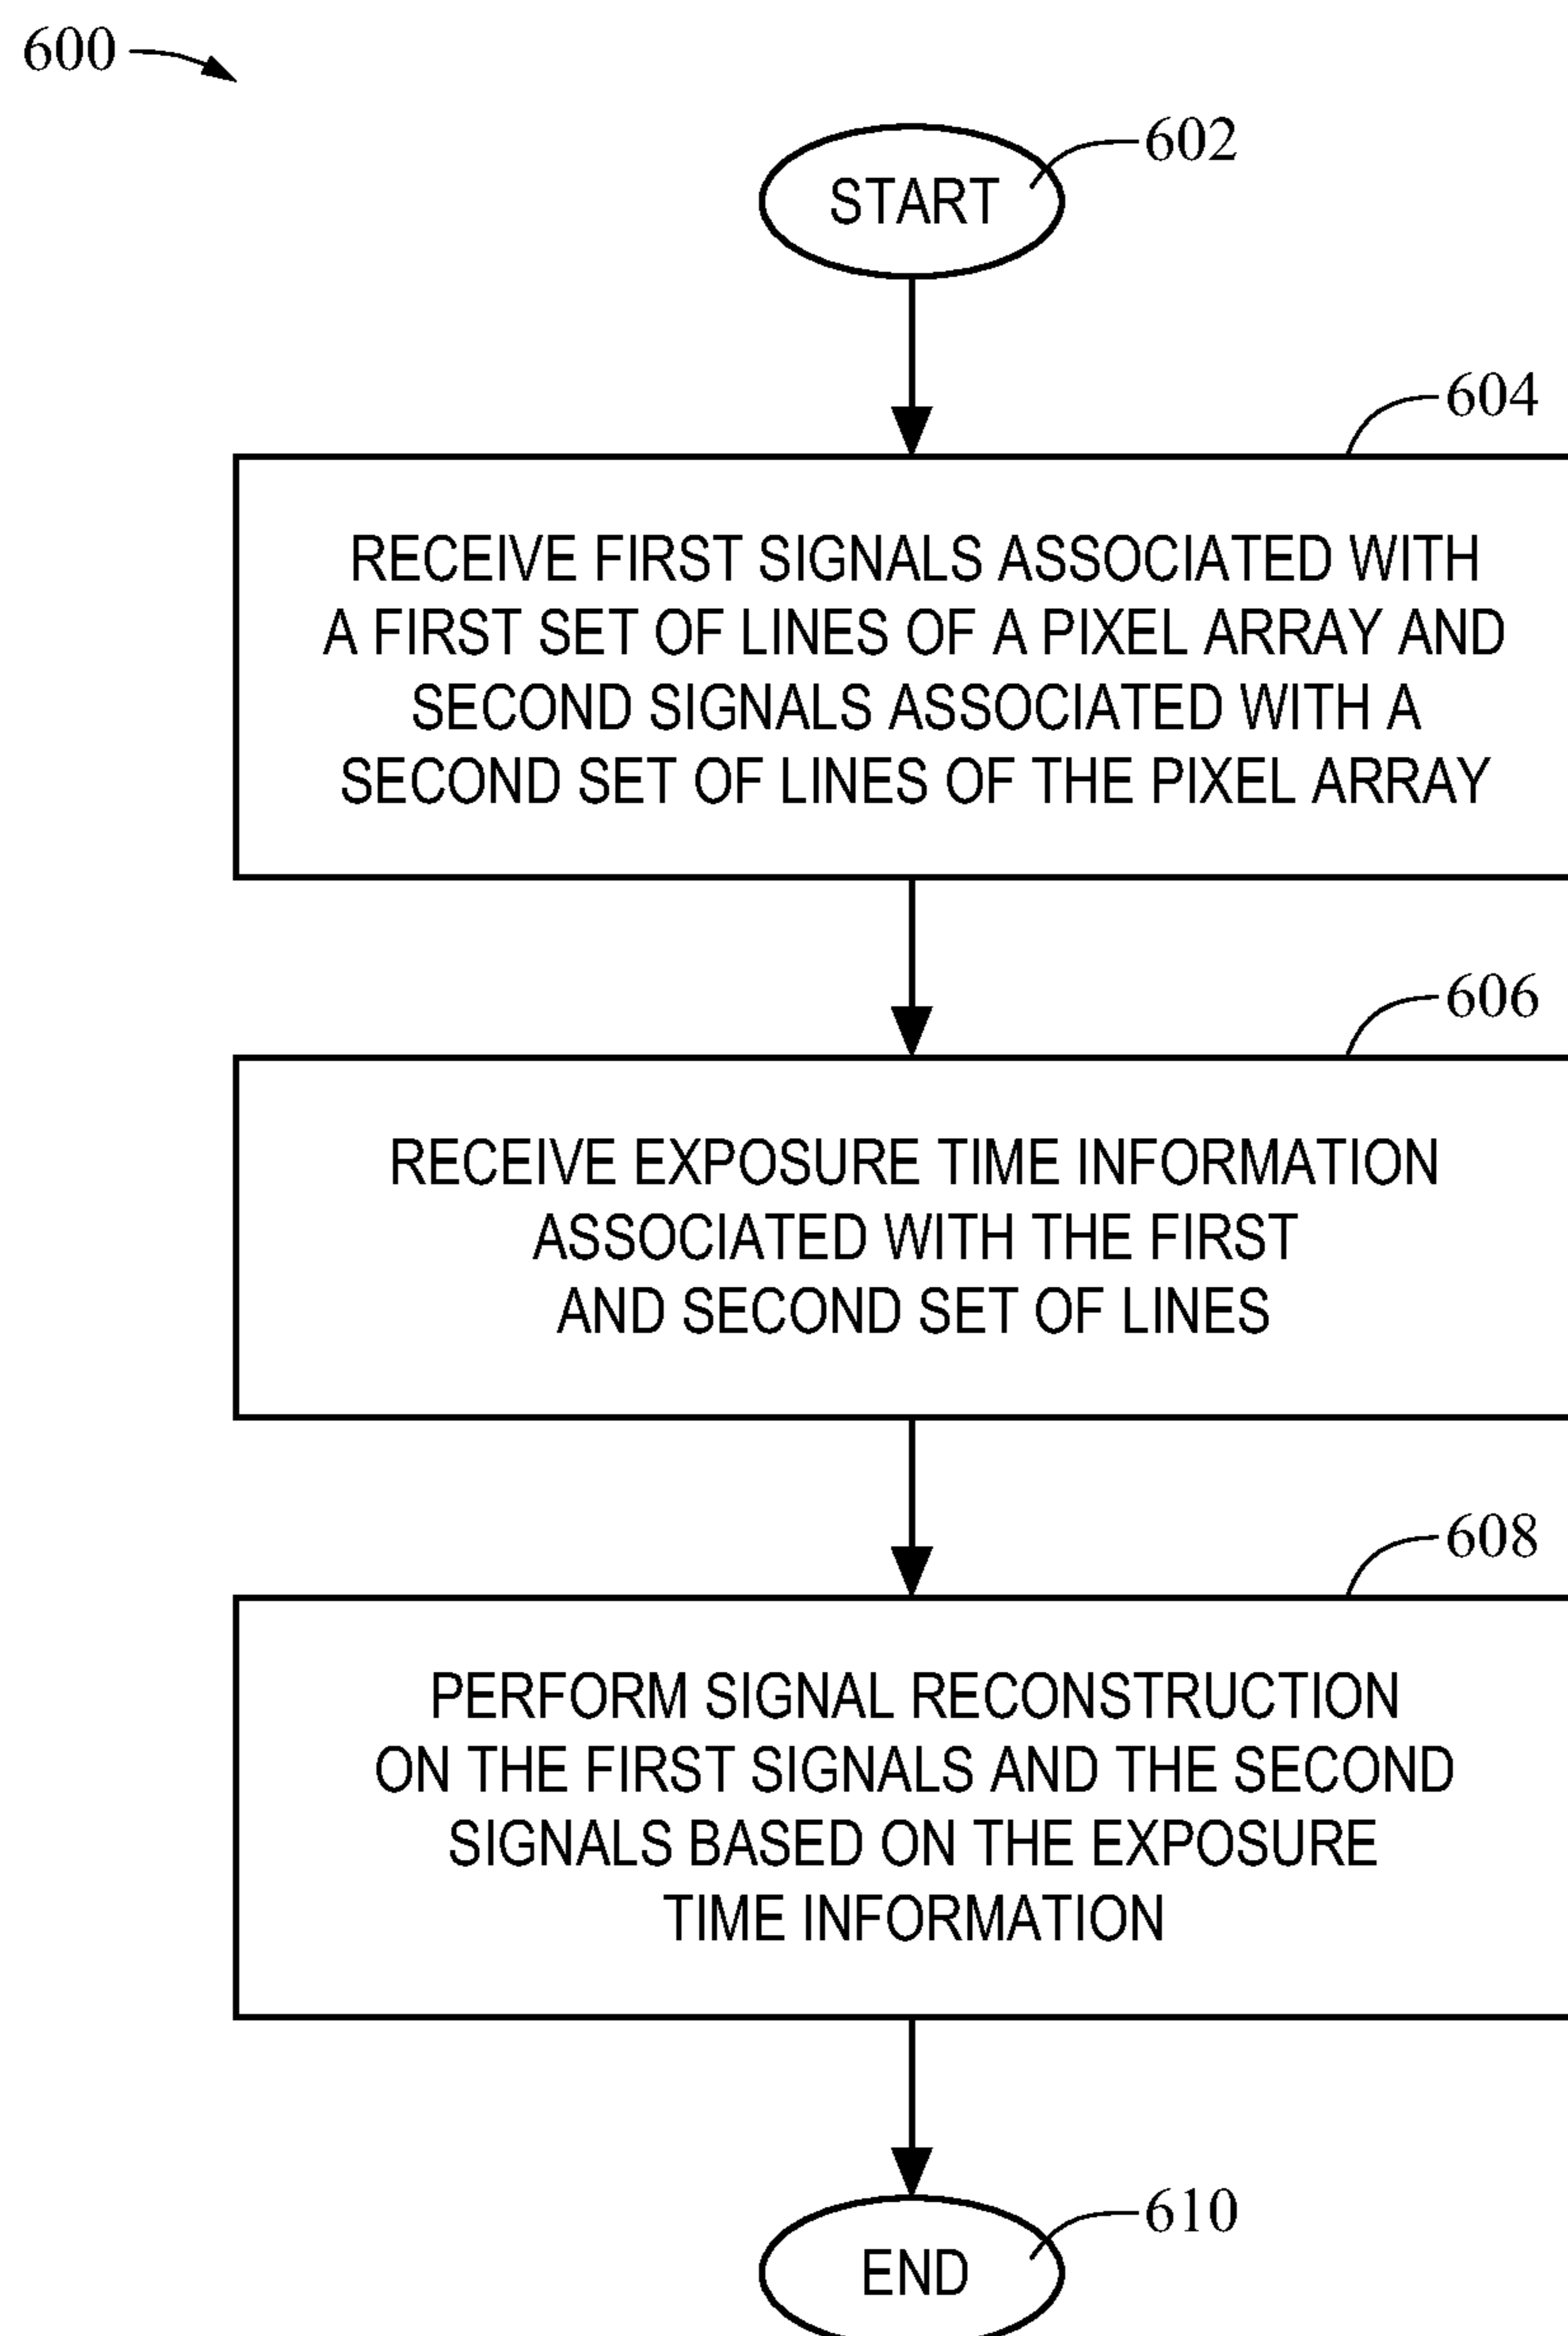 600
602
START
604
RECEIVE FIRST SIGNALS ASSOCIATED WITH
A FIRST SET OF LINES OF A PIXEL ARRAY AND
SECOND SIGNALS ASSOCIATED WITH A
SECOND SET OF LINES OF THE PIXEL ARRAY
606
RECEIVE EXPOSURE TIME INFORMATION
ASSOCIATED WITH THE FIRST
AND SECOND SET OF LINES
608
PERFORM SIGNAL RECONSTRUCTION
ON THE FIRST SIGNALS AND THE SECOND
SIGNALS BASED ON THE EXPOSURE
TIME INFORMATION
610
END